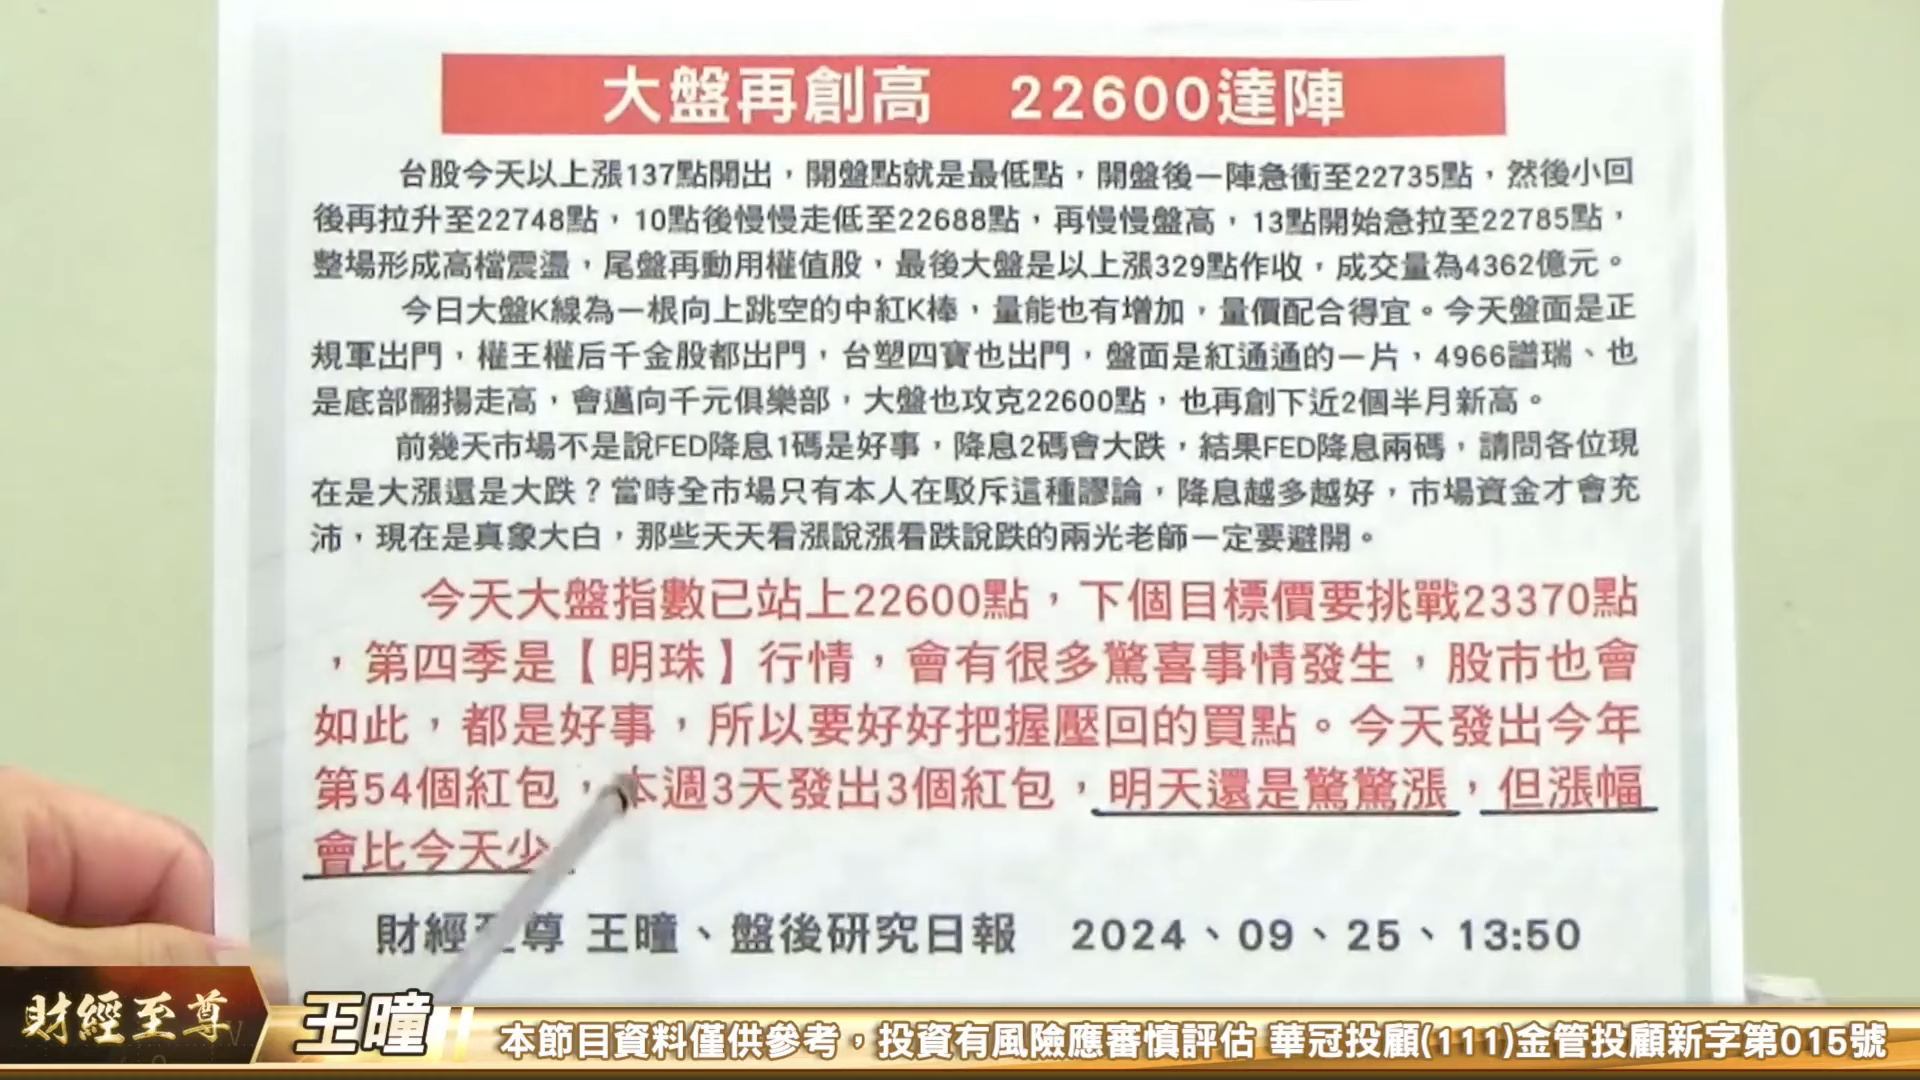 大盤再創高 22600達陣
台股今天以上漲137點開出，開盤點就是最低點，開盤後一陣急衝至22735點，然後小回
後再拉升至22748點，10點後慢慢走低至22688點，再慢慢盤高，13點開始急拉至22785點，
整場形成高檔震盪，尾盤再動用權值股，最後大盤是以上漲329點作收，成交量為4362億元。
今日大盤K線為一根向上跳空的中紅K棒，量能也有增加，量價配合得宜。今天盤面是正
規軍出門，權王權后千金股都出門，台塑四寶也出門，盤面是紅通通的一片，4966譜瑞、也
是底部翻揚走高，會邁向千元俱樂部，大盤也攻克22600點，也再創下近2個半月新高。
前幾天市場不是說FED降息1碼是好事，降息2碼會大跌，結果FED降息兩碼，請問各位現
在是大漲還是大跌？當時全市場只有本人在駁斥這種謬論，降息越多越好，市場資金才會充
沛，現在是真象大白，那些天天看漲說漲看跌說跌的兩光老師一定要避開。
今天大盤指數已站上22600點，下個目標價要挑戰23370點
，第四季是【明珠】行情，會有很多驚喜事情發生，股市也會
如此，都是好事，所以要好好把握壓回的買點。今天發出今年
第54個紅包，本週3天發出3個紅包，明天還是驚驚漲，但漲幅
會比今天少
財經至尊 王曈、盤後研究日報 2024、09、25、13:50
財經至尊 王曈 本節目資料僅供參考，投資有風險應審慎評估 華冠投顧(111)金管投顧新字第015號